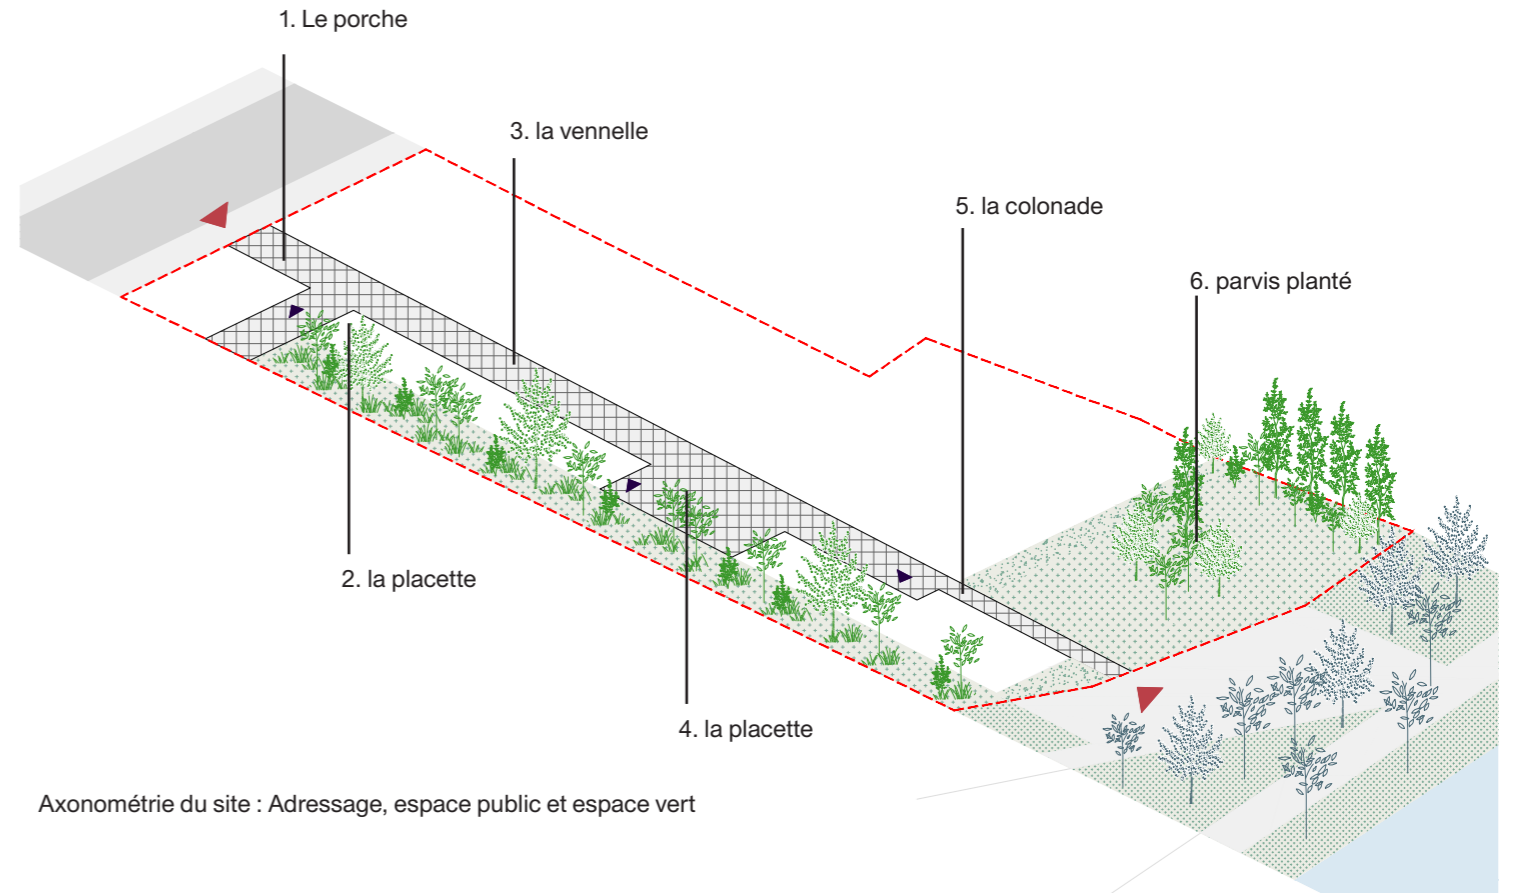 1. Le porche
3. la vennelle
5. la colonade
6. parvis planté
2. la placette
4. la placette
Axonométrie du site : Adressage, espace public et espace vert